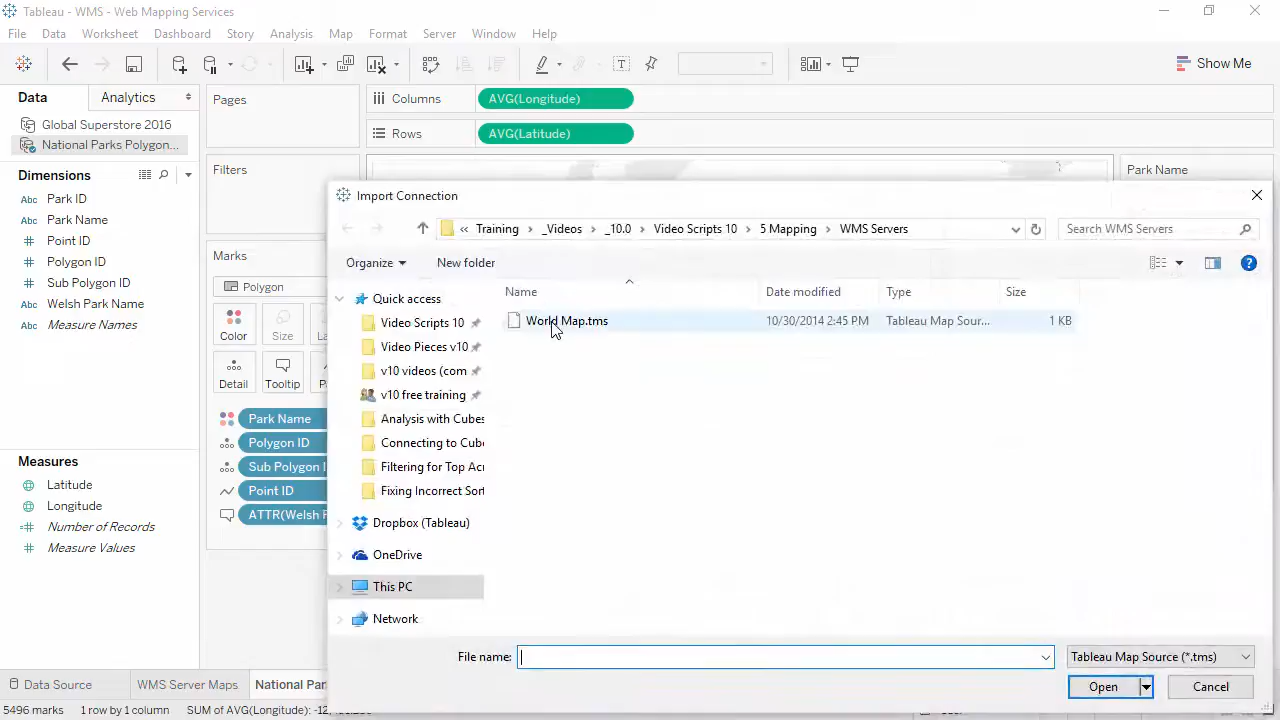 Tableau - WMS - Web Mapping Services
File Data Worksheet Dashboard Story Analysis Map Format Server Window Help
Show Me
Data Analytics
Pages
Columns AVG(Longitude)
Rows AVG(Latitude)
Global Superstore 2016
National Parks Polygon...
Filters
Park Name
Dimensions
Abc Park ID
Abc Park Name
Point ID
Polygon ID
Sub Polygon ID
Abc Welsh Park Name
Abc Measure Names
Marks
Polygon
Color
Size
Detail
Tooltip
Park Name
Polygon ID
Sub Polygon I
Point ID
ATTR(Welsh
Measures
Latitude
Longitude
Number of Records
Measure Values
Import Connection
« Training › _Videos › _10.0 › Video Scripts 10 › 5 Mapping › WMS Servers
Search WMS Servers
Organize
New folder
Name Date modified Type Size
World Map.tms 10/30/2014 2:45 PM Tableau Map Sour... 1 KB
Quick access
Video Scripts 10
Video Pieces v10
v10 videos (com
v10 free training
Analysis with Cubes
Connecting to Cube
Filtering for Top Acr
Fixing Incorrect Sort
Dropbox (Tableau)
OneDrive
This PC
Network
File name:
Tableau Map Source (*.tms)
Open
Cancel
Data Source
WMS Server Maps
National Par
5496 marks 1 row by 1 column SUM of AVG(Longitude): -12